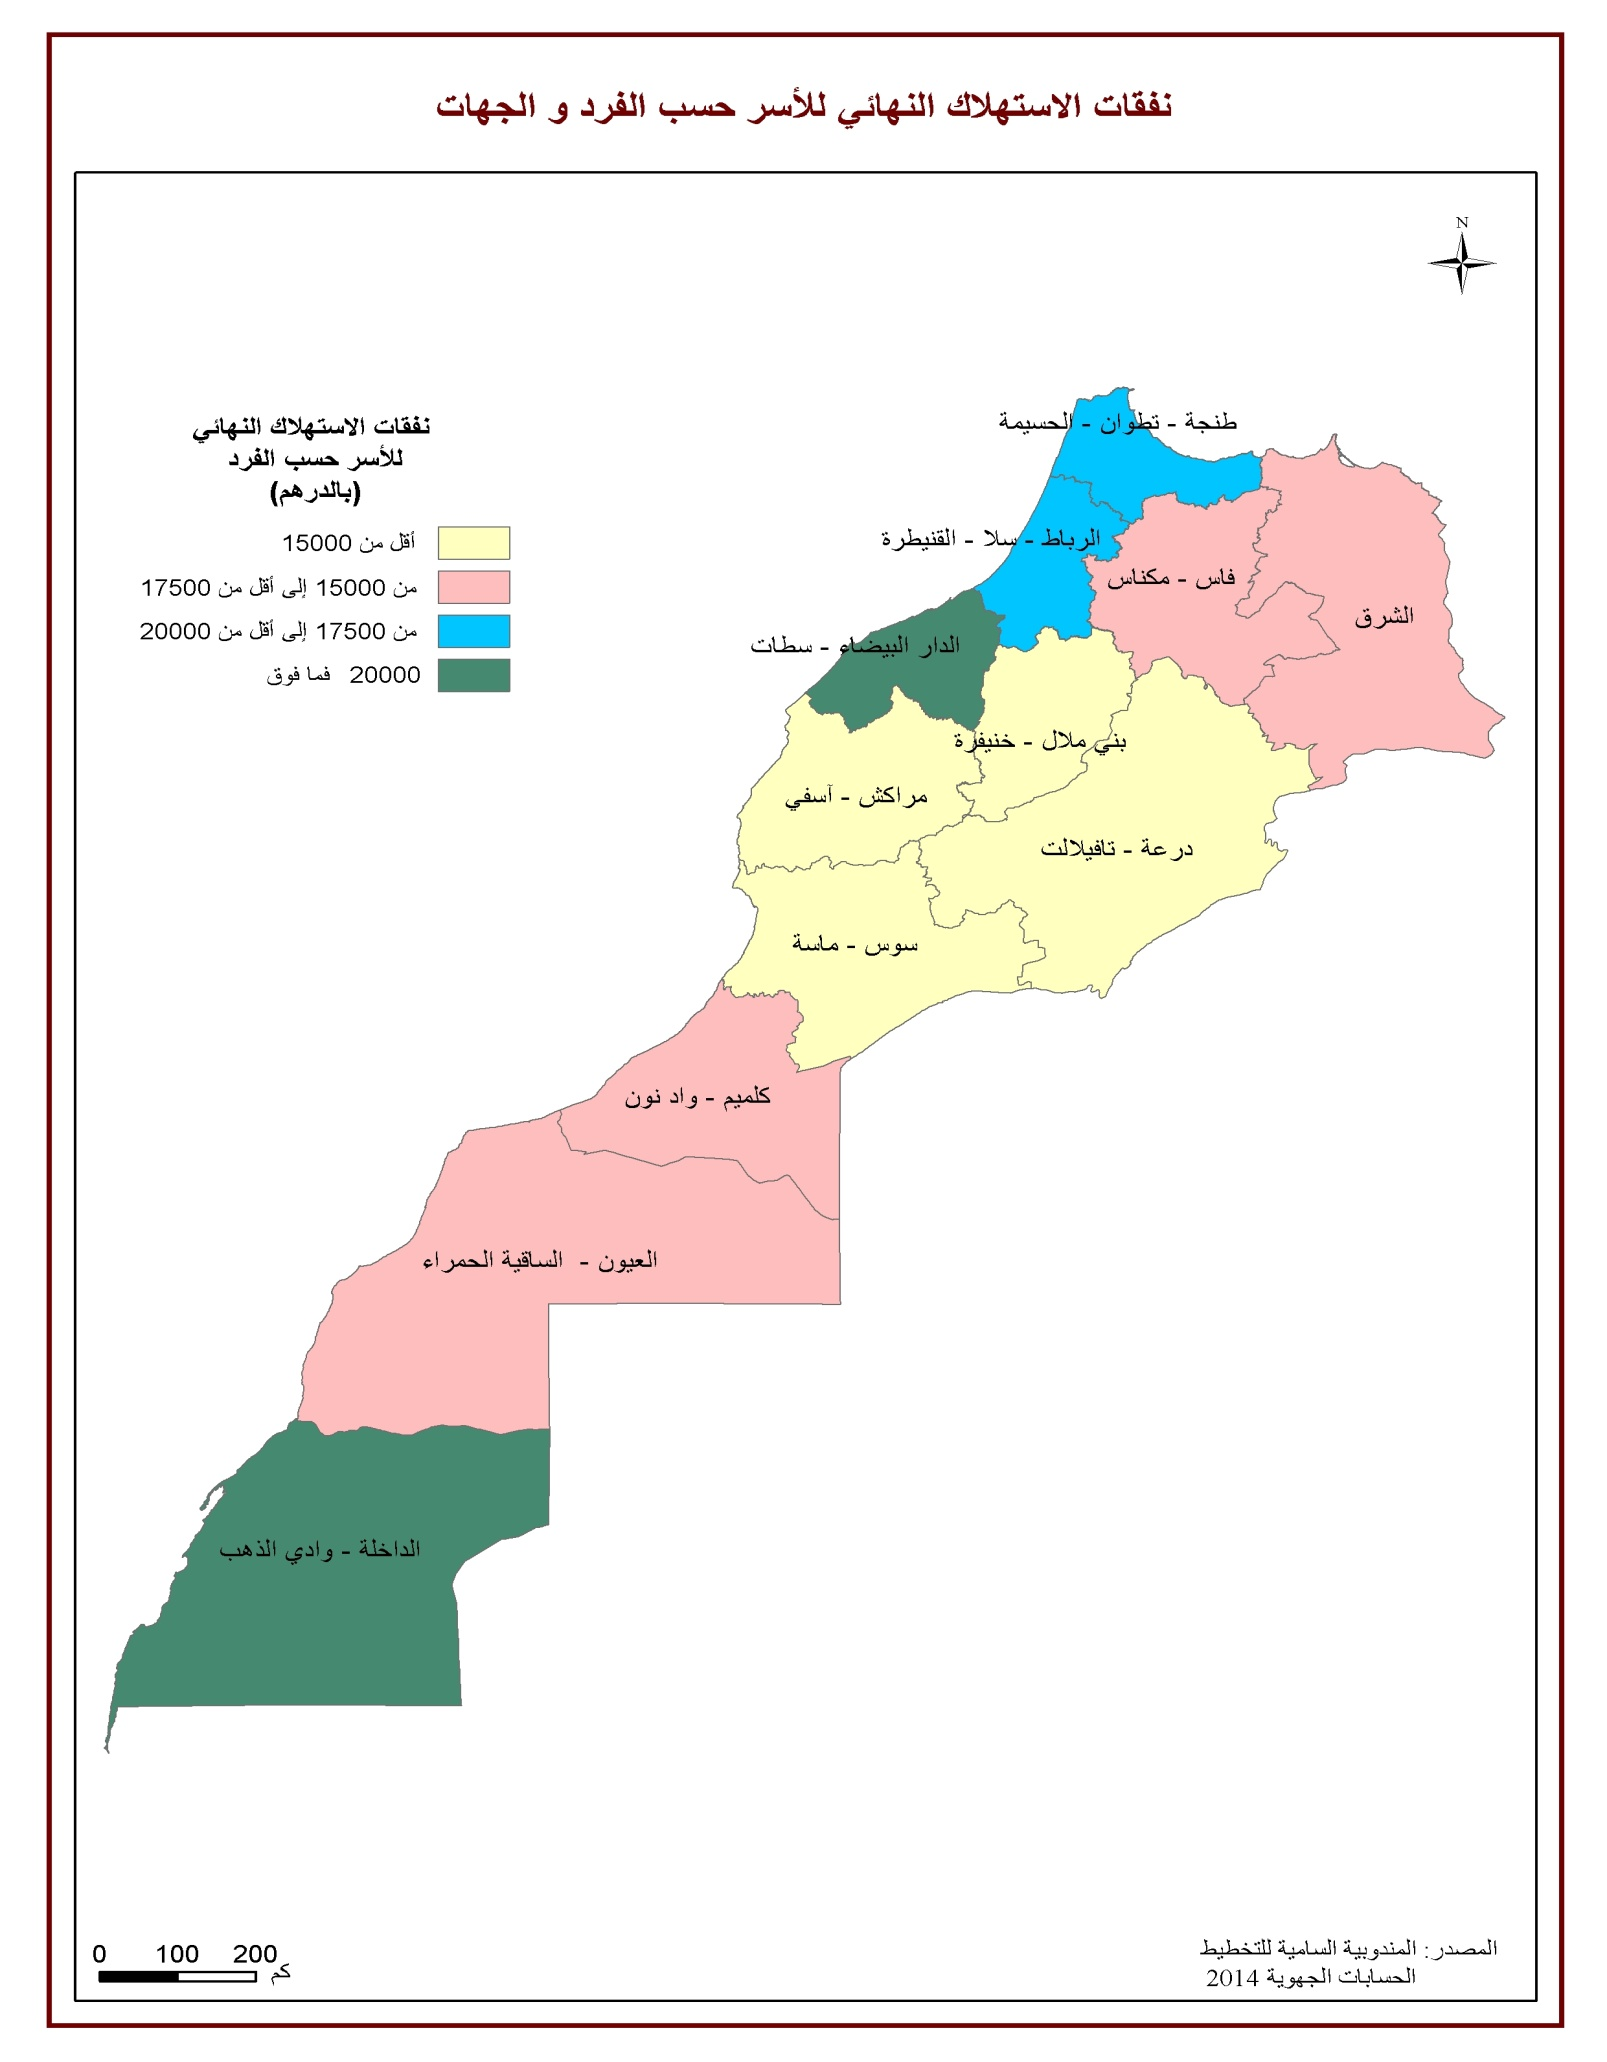 نفقات الاستهلاك النهائي للأسر حسب الفرد و الجهات
N
نفقات الاستهلاك النهائي
للأسر حسب الفرد
(بالدرهم)
أقل من 15000
من 15000 إلى أقل من 17500
من 17500 إلى أقل من 20000
20000 فما فوق
طنجة - تطوان - الحسيمة
الرباط - سلا - القنيطرة
فاس - مكناس
الشرق
الدار البيضاء - سطات
بني ملال - خنيفرة
مراكش - آسفي
درعة - تافيلالت
سوس - ماسة
كلميم - واد نون
العيون - الساقية الحمراء
الداخلة - وادي الذهب
0 100 200
كم
المصدر: المندوبية السامية للتخطيط
الحسابات الجهوية 2014